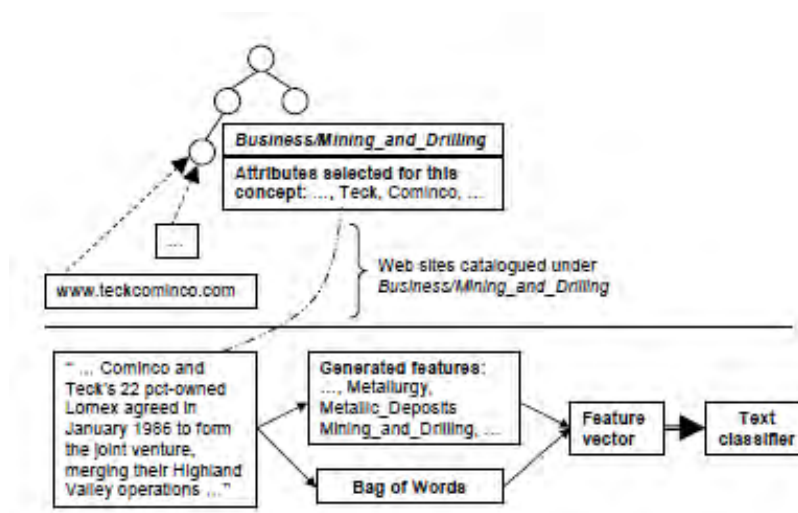 Business/Mining_and_Drilling
Attributes selected for this
concept: ..., Teck, Cominco, ...
...
www.teckcominco.com
Web sites catalogued under
Business/Mining_and_Drilling
" ... Cominco and
Teck's 22 pct-owned
Lornex agreed in
January 1986 to form
the joint venture,
merging their Highland
Valley operations ..."
Generated features:
..., Metallurgy,
Metallic_Deposits
Mining_and_Drilling, ...
Bag of Words
Feature
vector
Text
classifier